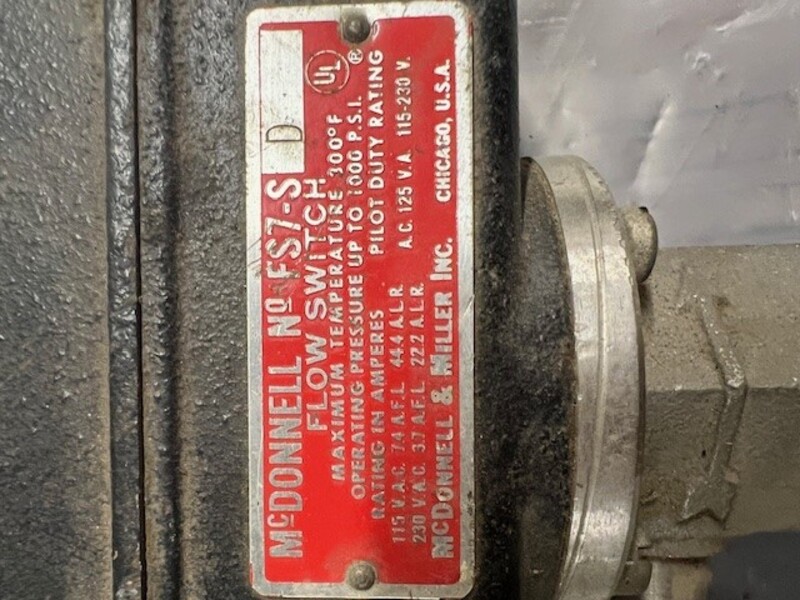 McDONNELL Nº FS7-S D
FLOW SWITCH
MAXIMUM TEMPERATURE 300°F UL ®
OPERATING PRESSURE UP TO 1000 P.S.I.
RATING IN AMPERES PILOT DUTY RATING
115 V.A.C. 7.4 A.F.L. 44.4 A.L.R. A.C. 125 V.A. 115-230 V.
230 V.A.C. 3.7 A.F.L. 22.2 A.L.R.
McDONNELL & MILLER INC. CHICAGO, U.S.A.